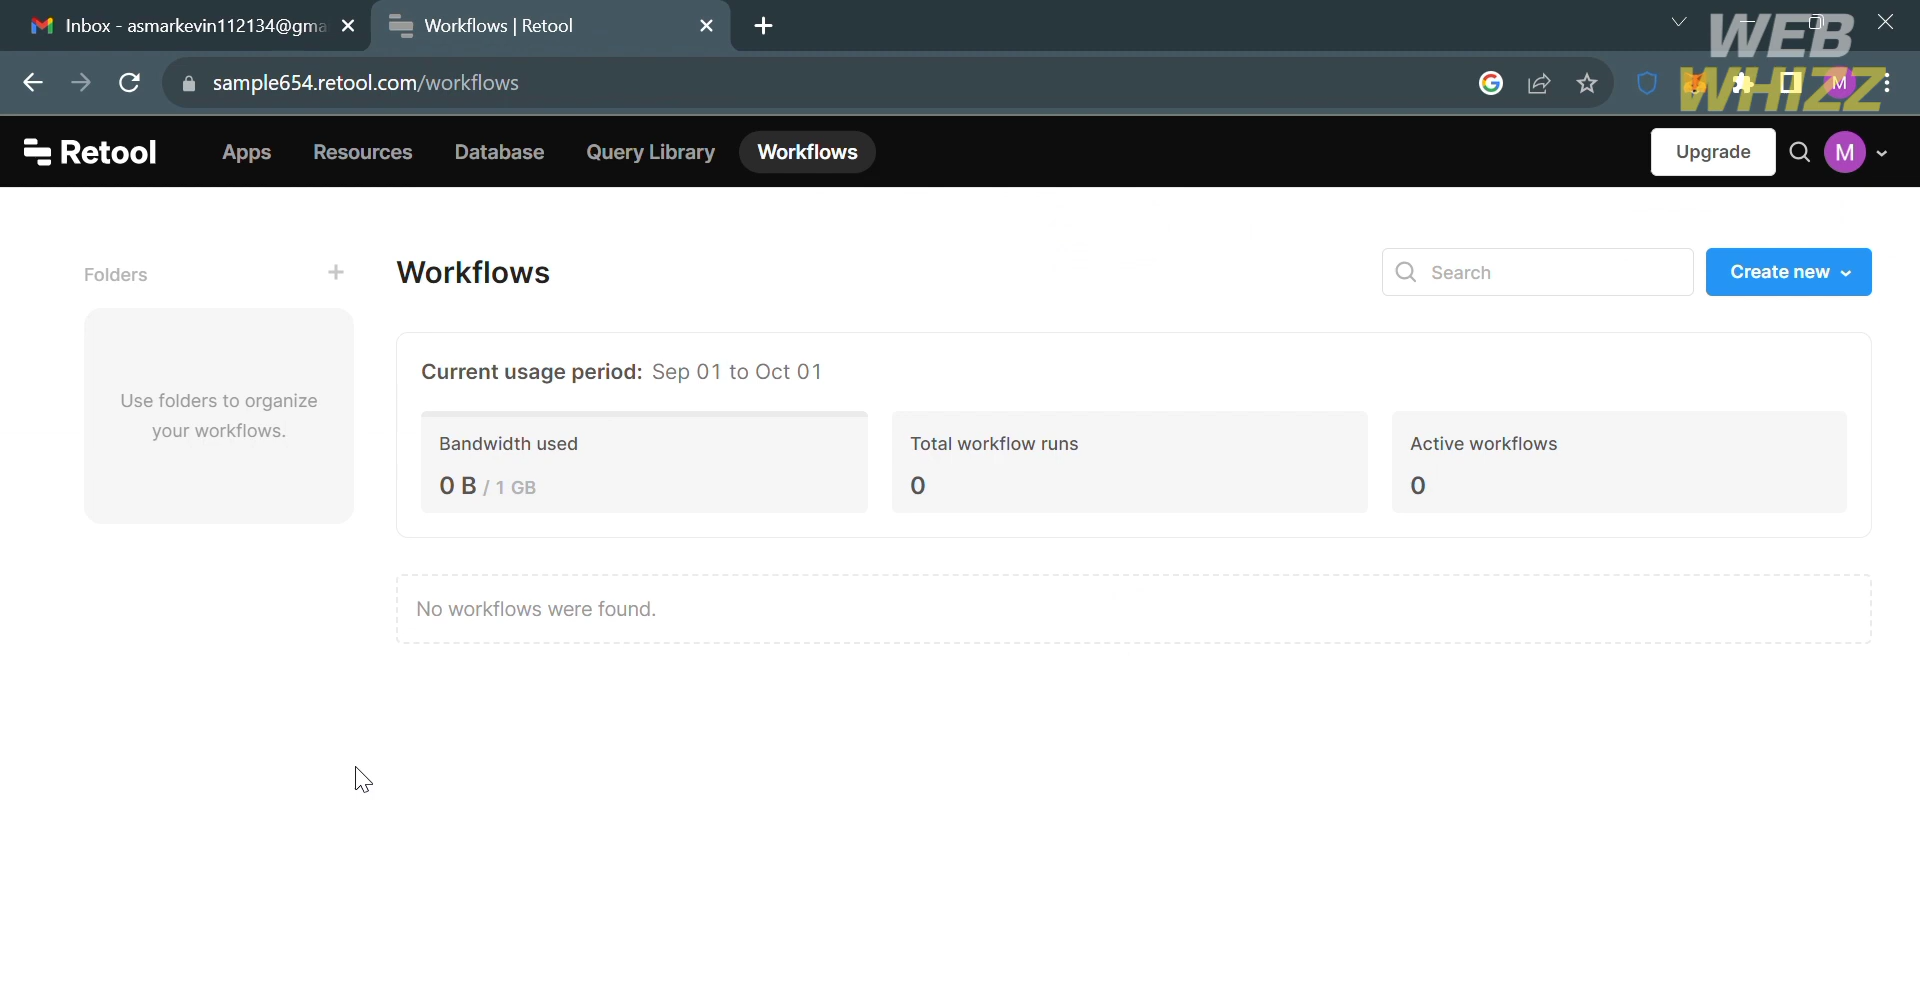 Inbox - asmarkevin112134@gma
Workflows | Retool
WEB
WHIZZ
sample654.retool.com/workflows
M
Retool
Apps
Resources
Database
Query Library
Workflows
Upgrade
M
Folders
Workflows
Search
Create new
Use folders to organize
your workflows.
Current usage period: Sep 01 to Oct 01
Bandwidth used
0 B / 1 GB
Total workflow runs
0
Active workflows
0
No workflows were found.